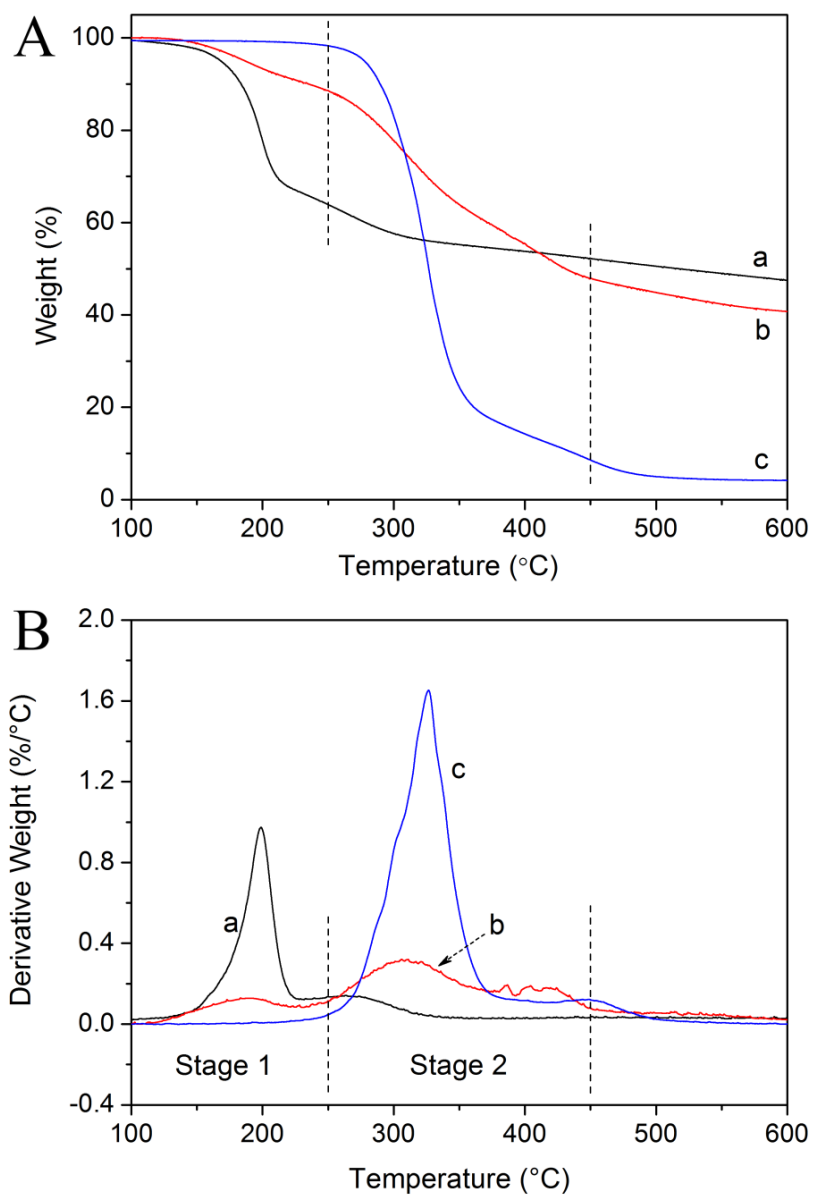 A
100
80
60
40
20
0
Weight (%)
a
b
c
100 200 300 400 500 600
Temperature (°C)
B
2.0
1.6
1.2
0.8
0.4
0.0
-0.4
Derivative Weight (%/°C)
c
a
b
Stage 1 Stage 2
100 200 300 400 500 600
Temperature (°C)